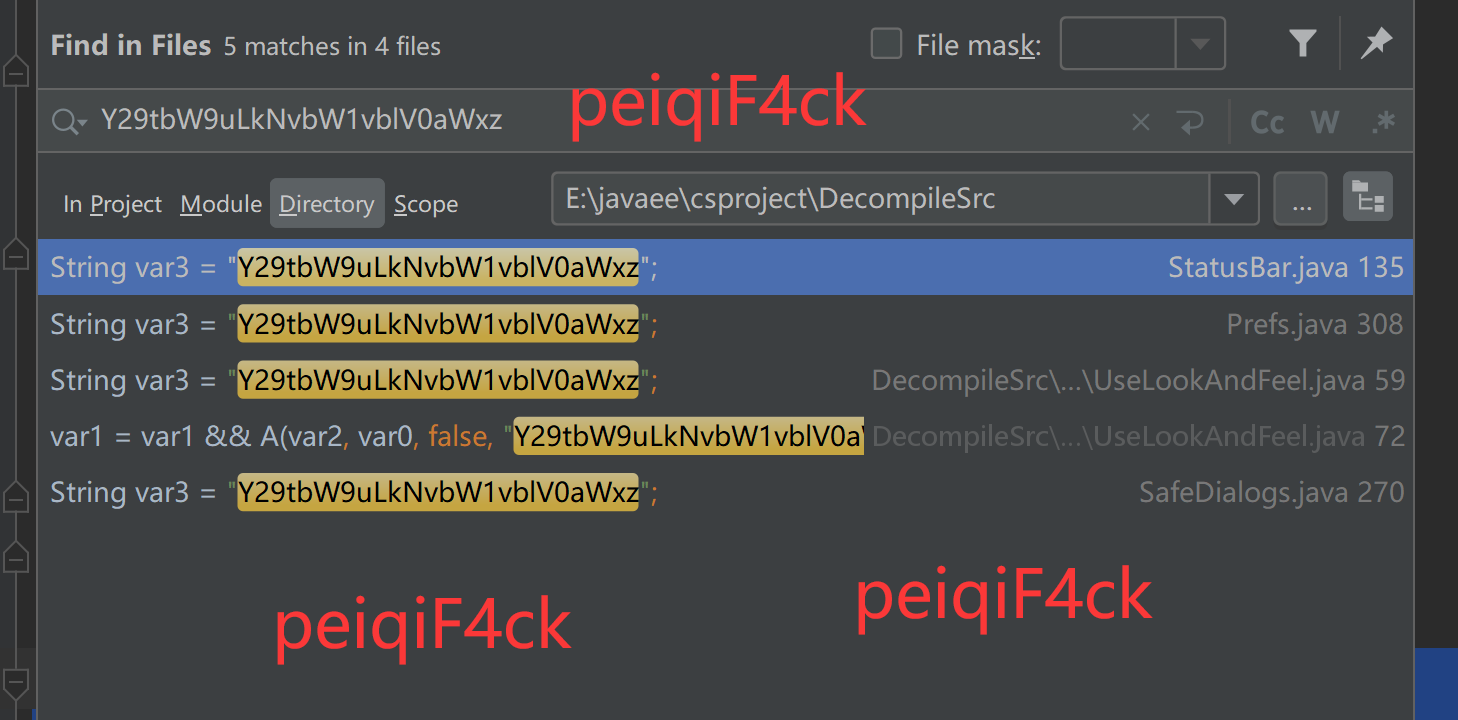 Find in Files 5 matches in 4 files File mask:
peiqiF4ck
Y29tbW9uLkNvbW1vblV0aWxz Cc W .*
In Project Module Directory Scope E:\javaee\csproject\DecompileSrc ...
String var3 = "Y29tbW9uLkNvbW1vblV0aWxz"; StatusBar.java 135
String var3 = "Y29tbW9uLkNvbW1vblV0aWxz"; Prefs.java 308
String var3 = "Y29tbW9uLkNvbW1vblV0aWxz"; DecompileSrc\...\UseLookAndFeel.java 59
var1 = var1 && A(var2, var0, false, "Y29tbW9uLkNvbW1vblV0a DecompileSrc\...\UseLookAndFeel.java 72
String var3 = "Y29tbW9uLkNvbW1vblV0aWxz"; SafeDialogs.java 270
peiqiF4ck
peiqiF4ck